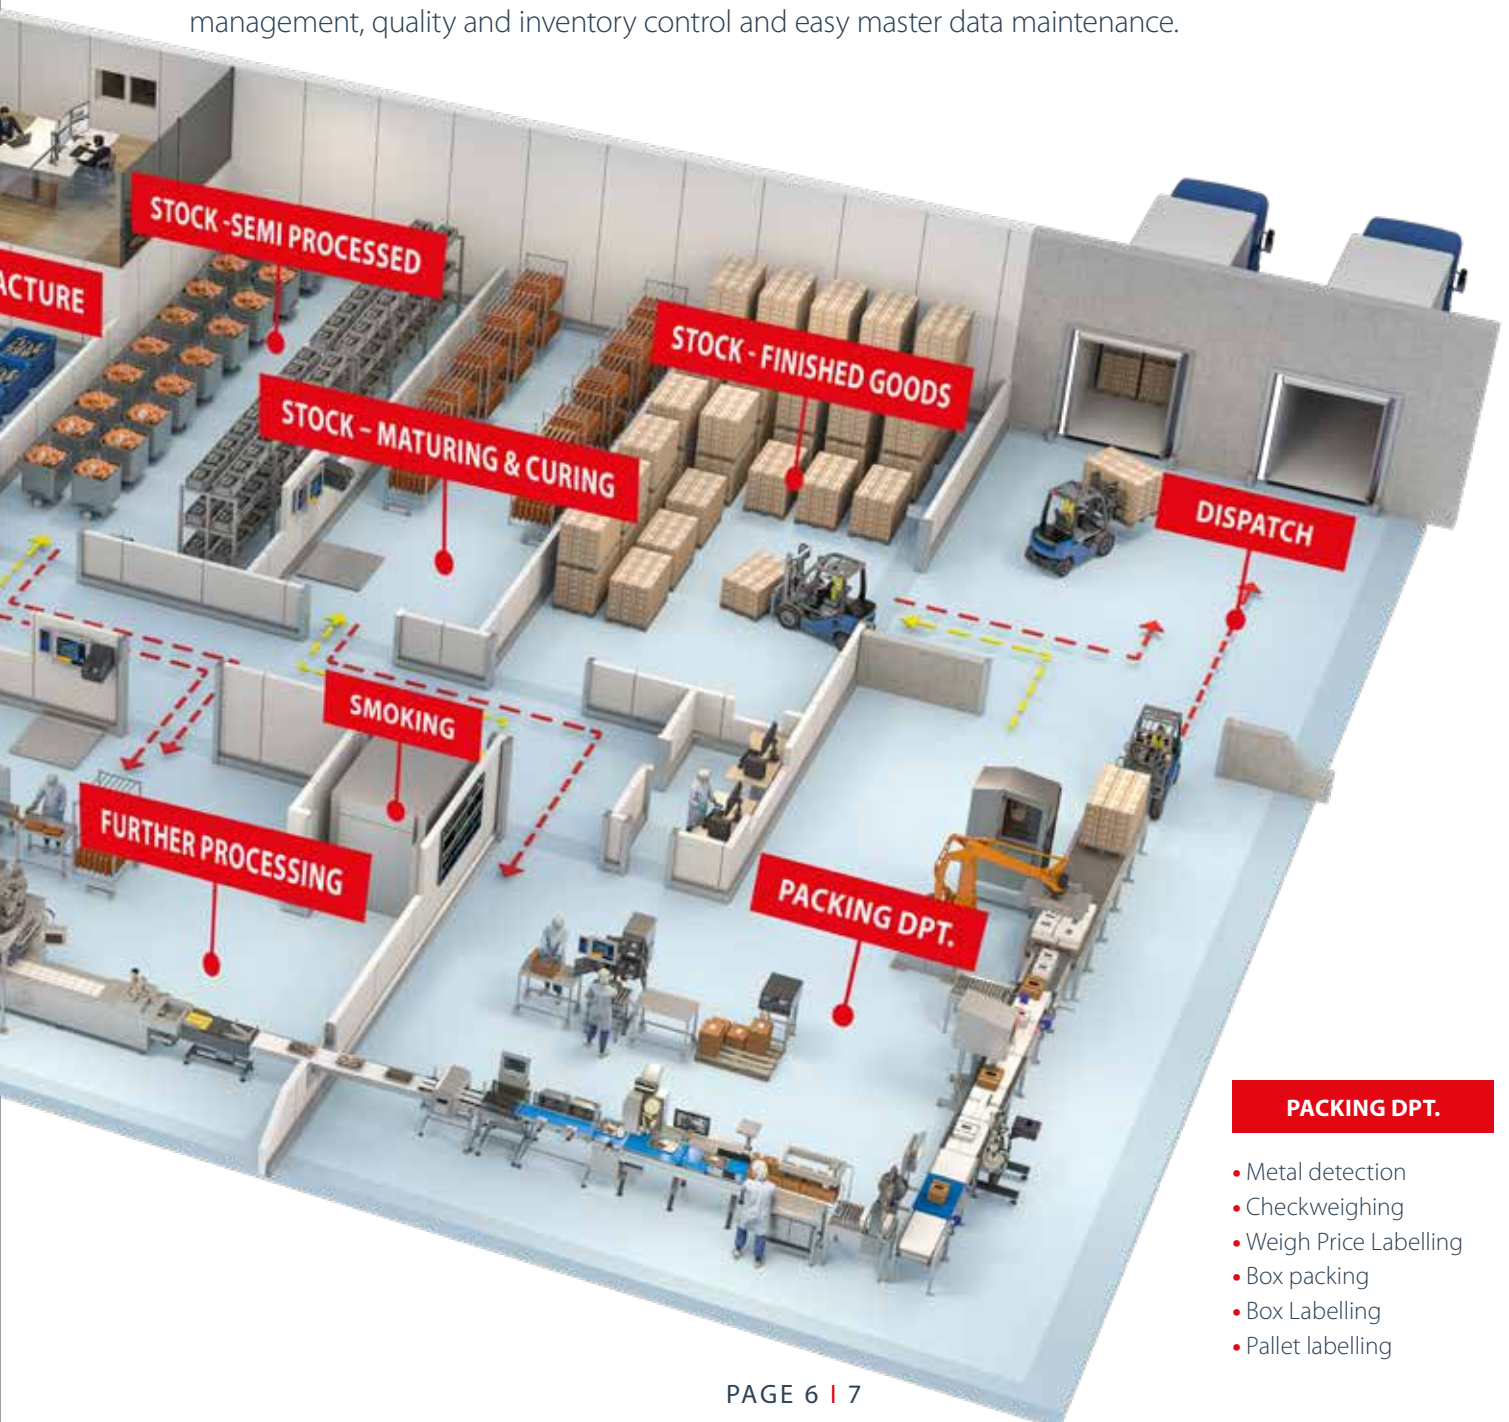 management, quality and inventory control and easy master data maintenance.
STOCK -SEMI PROCESSED
ACTURE
STOCK - FINISHED GOODS
STOCK – MATURING & CURING
DISPATCH
SMOKING
FURTHER PROCESSING
PACKING DPT.
PACKING DPT.
• Metal detection
• Checkweighing
• Weigh Price Labelling
• Box packing
• Box Labelling
• Pallet labelling
PAGE 6 I 7